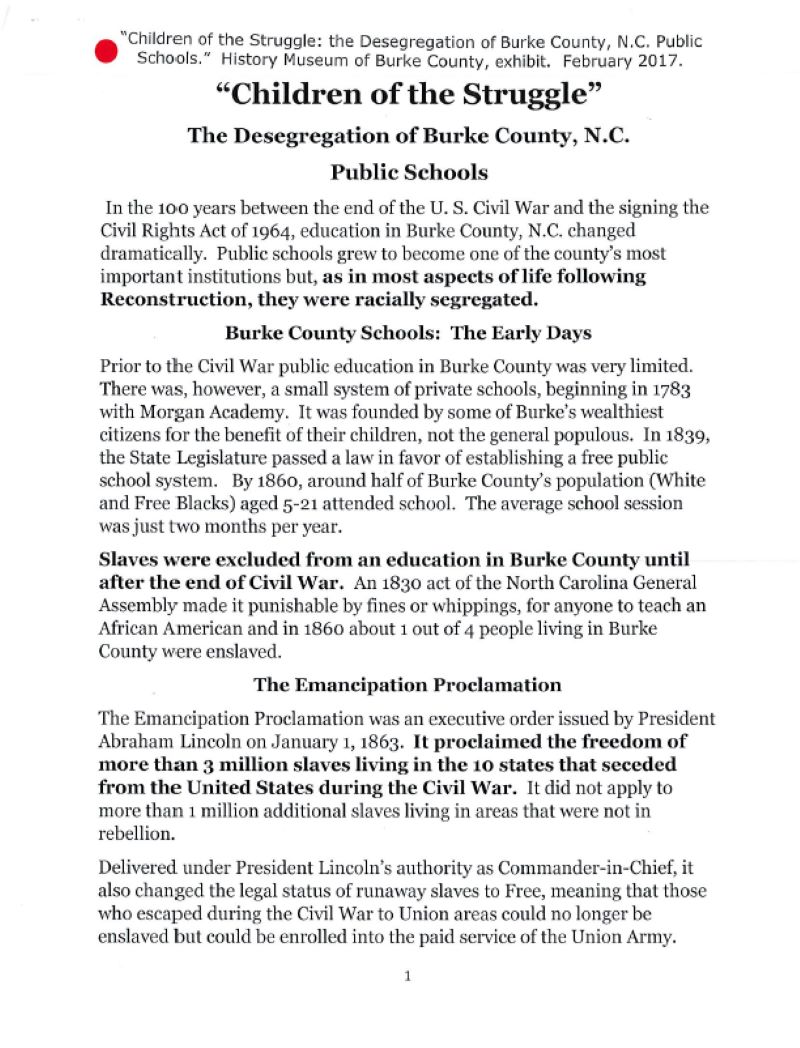 "Children of the Struggle: the Desegregation of Burke County, N.C. Public
Schools." History Museum of Burke County, exhibit. February 2017.
“Children of the Struggle”
The Desegregation of Burke County, N.C.
Public Schools
In the 100 years between the end of the U. S. Civil War and the signing the
Civil Rights Act of 1964, education in Burke County, N.C. changed
dramatically. Public schools grew to become one of the county’s most
important institutions but, as in most aspects of life following
Reconstruction, they were racially segregated.
Burke County Schools: The Early Days
Prior to the Civil War public education in Burke County was very limited.
There was, however, a small system of private schools, beginning in 1783
with Morgan Academy. It was founded by some of Burke’s wealthiest
citizens for the benefit of their children, not the general populous. In 1839,
the State Legislature passed a law in favor of establishing a free public
school system. By 1860, around half of Burke County’s population (White
and Free Blacks) aged 5-21 attended school. The average school session
was just two months per year.
Slaves were excluded from an education in Burke County until
after the end of Civil War. An 1830 act of the North Carolina General
Assembly made it punishable by fines or whippings, for anyone to teach an
African American and in 1860 about 1 out of 4 people living in Burke
County were enslaved.
The Emancipation Proclamation
The Emancipation Proclamation was an executive order issued by President
Abraham Lincoln on January 1, 1863. It proclaimed the freedom of
more than 3 million slaves living in the 10 states that seceded
from the United States during the Civil War. It did not apply to
more than 1 million additional slaves living in areas that were not in
rebellion.
Delivered under President Lincoln’s authority as Commander-in-Chief, it
also changed the legal status of runaway slaves to Free, meaning that those
who escaped during the Civil War to Union areas could no longer be
enslaved but could be enrolled into the paid service of the Union Army.
1